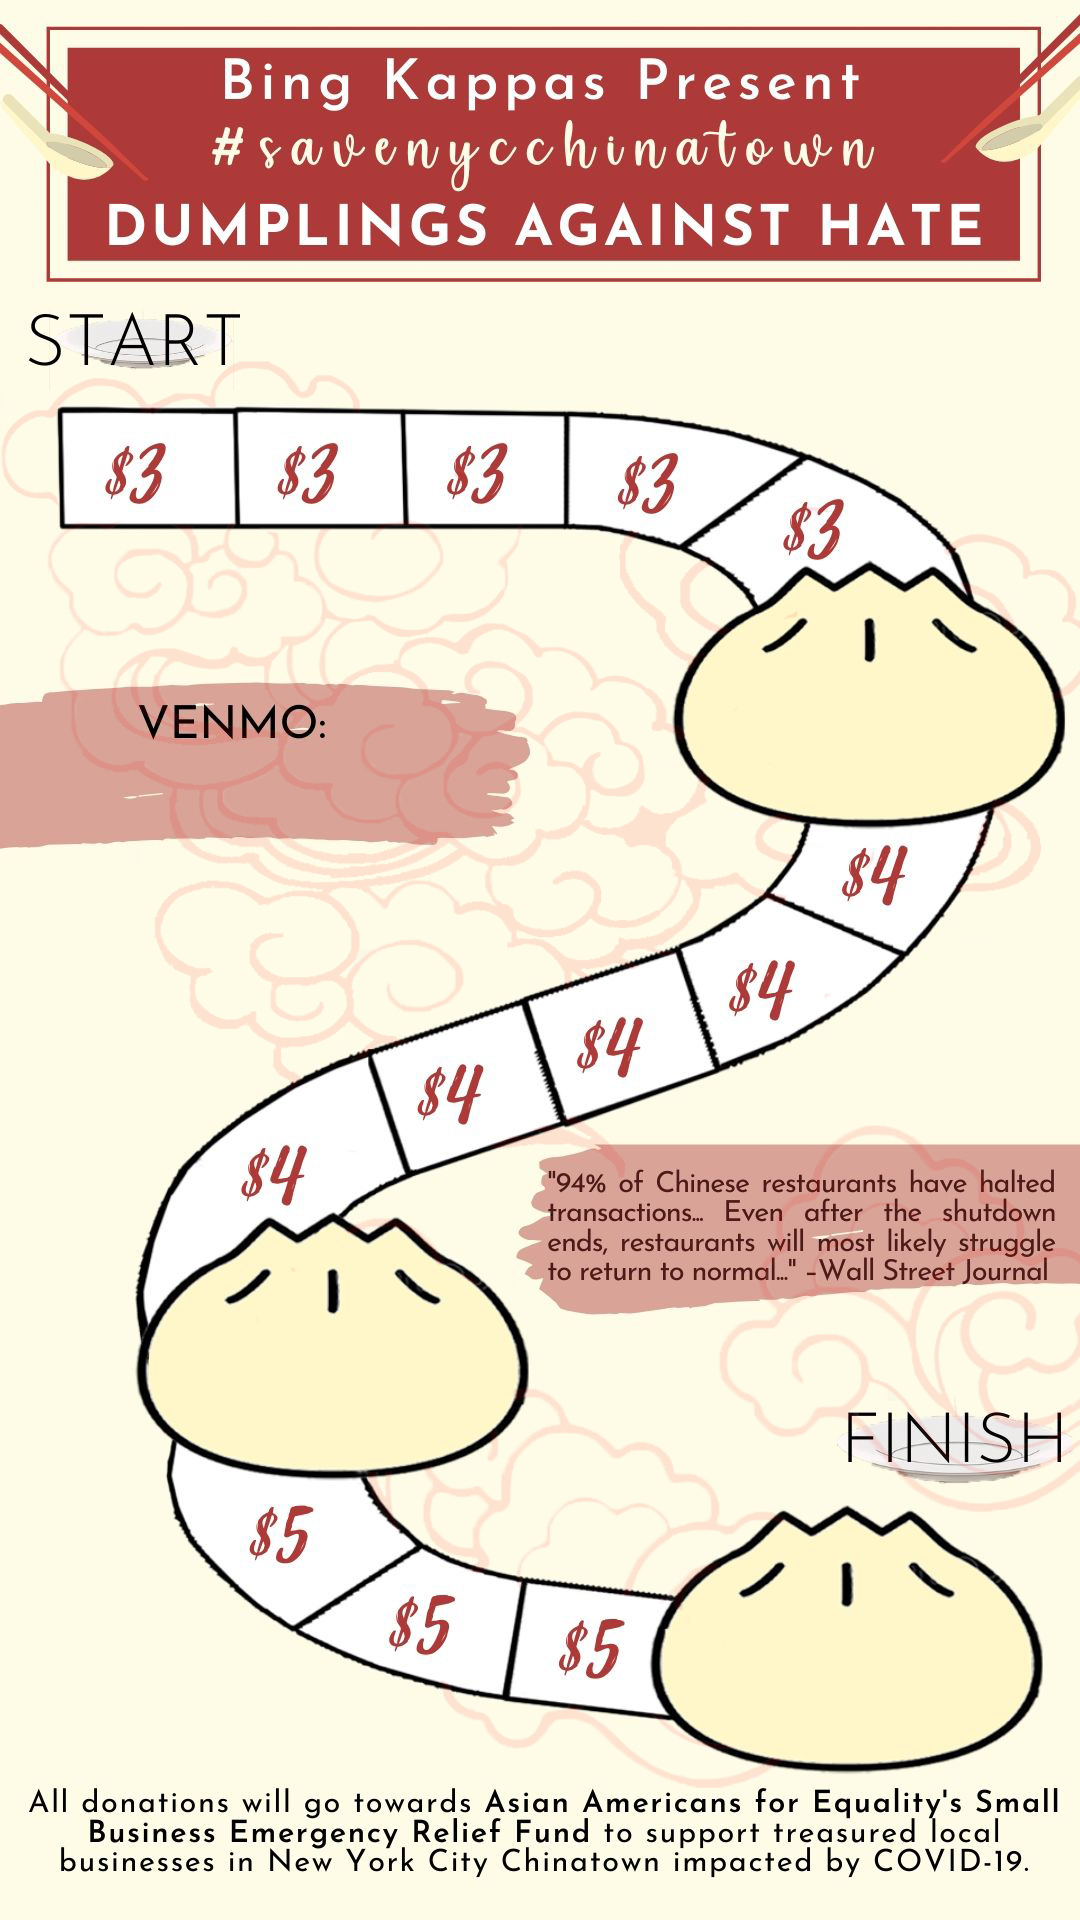 Bing Kappas Present
#savenycchinatown
DUMPLINGS AGAINST HATE
START
$3
$3
$3
$3
$3
VENMO:
$4
$4
$4
$4
$4
"94% of Chinese restaurants have halted
transactions... Even after the shutdown
ends, restaurants will most likely struggle
to return to normal..." –Wall Street Journal
FINISH
$5
$5
$5
All donations will go towards Asian Americans for Equality's Small
Business Emergency Relief Fund to support treasured local
businesses in New York City Chinatown impacted by COVID-19.